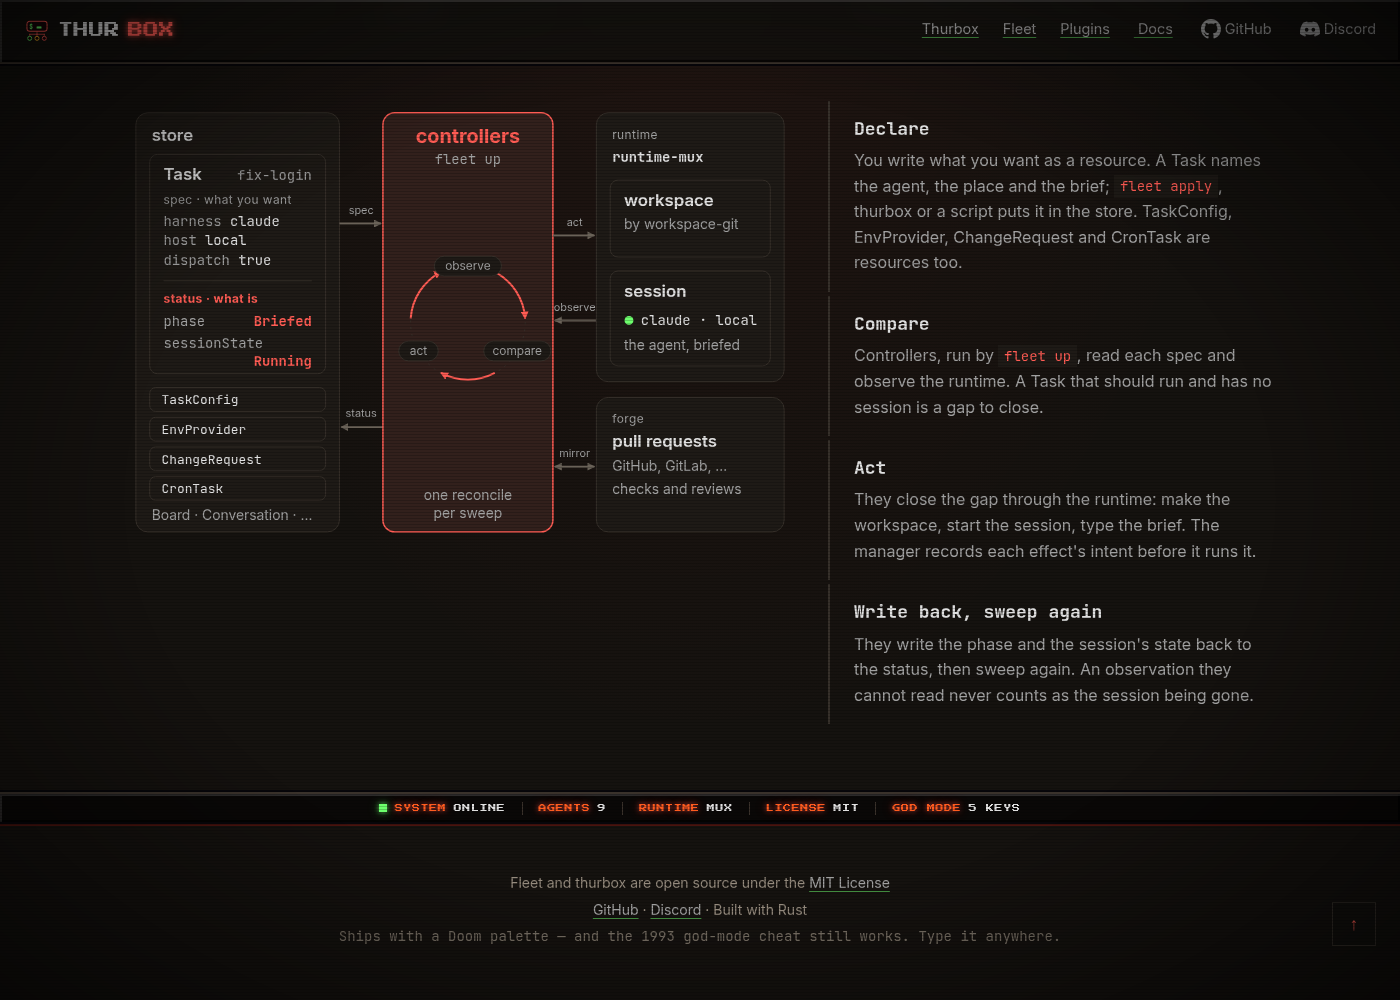 THUR BOX
Thurbox Fleet Plugins Docs GitHub Discord
store
Task fix-login
spec · what you want
harness claude
host local
dispatch true
status · what is
phase Briefed
sessionState
Running
TaskConfig
EnvProvider
ChangeRequest
CronTask
Board · Conversation · ...
spec
status
controllers
fleet up
observe
act
compare
one reconcile
per sweep
act
observe
mirror
runtime
runtime-mux
workspace
by workspace-git
session
claude · local
the agent, briefed
forge
pull requests
GitHub, GitLab, ...
checks and reviews
Declare
You write what you want as a resource. A Task names
the agent, the place and the brief; fleet apply ,
thurbox or a script puts it in the store. TaskConfig,
EnvProvider, ChangeRequest and CronTask are
resources too.
Compare
Controllers, run by fleet up , read each spec and
observe the runtime. A Task that should run and has no
session is a gap to close.
Act
They close the gap through the runtime: make the
workspace, start the session, type the brief. The
manager records each effect's intent before it runs it.
Write back, sweep again
They write the phase and the session's state back to
the status, then sweep again. An observation they
cannot read never counts as the session being gone.
SYSTEM ONLINE AGENTS 9 RUNTIME MUX LICENSE MIT GOD MODE 5 KEYS
Fleet and thurbox are open source under the MIT License
GitHub · Discord · Built with Rust
Ships with a Doom palette — and the 1993 god-mode cheat still works. Type it anywhere.
↑